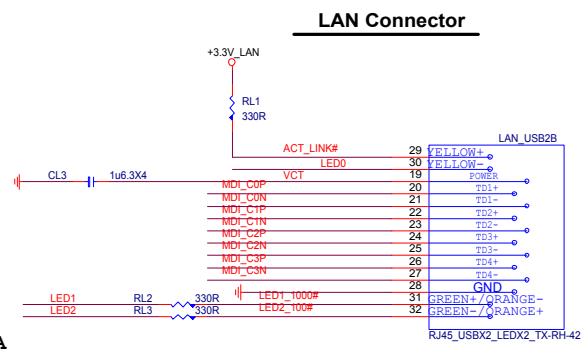 LAN Connector
+3.3V_LAN
RL1
330R
LAN_USB2B
ACT_LINK# 29 YELLOW+
LED0 30 YELLOW-
CL3 1u6.3X4 VCT 19 POWER
MDI_C0P 20 TD1+
MDI_C0N 21 TD1-
MDI_C1P 22 TD2+
MDI_C1N 23 TD2-
MDI_C2P 24 TD3+
MDI_C2N 25 TD3-
MDI_C3P 26 TD4+
MDI_C3N 27 TD4-
28 GND
LED1 RL2 330R LED1_1000# 31 GREEN+/ORANGE-
LED2 RL3 330R LED2_100# 32 GREEN-/ORANGE+
RJ45_USBX2_LEDX2_TX-RH-42
A